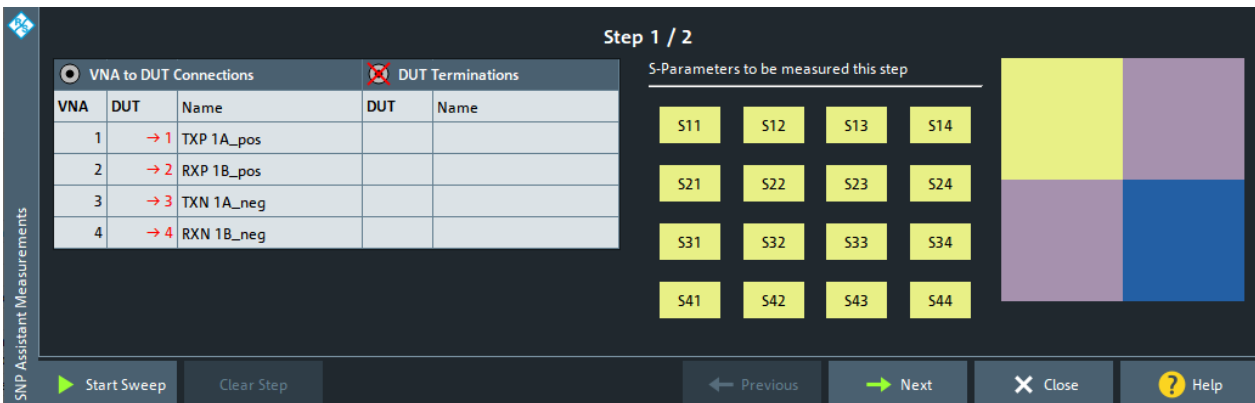 Step 1 / 2
VNA to DUT Connections DUT Terminations
VNA DUT Name DUT Name
1 → 1 TXP 1A_pos
2 → 2 RXP 1B_pos
3 → 3 TXN 1A_neg
4 → 4 RXN 1B_neg
S-Parameters to be measured this step
S11 S12 S13 S14
S21 S22 S23 S24
S31 S32 S33 S34
S41 S42 S43 S44
SNP Assistant Measurements
Start Sweep Clear Step ← Previous → Next X Close ? Help